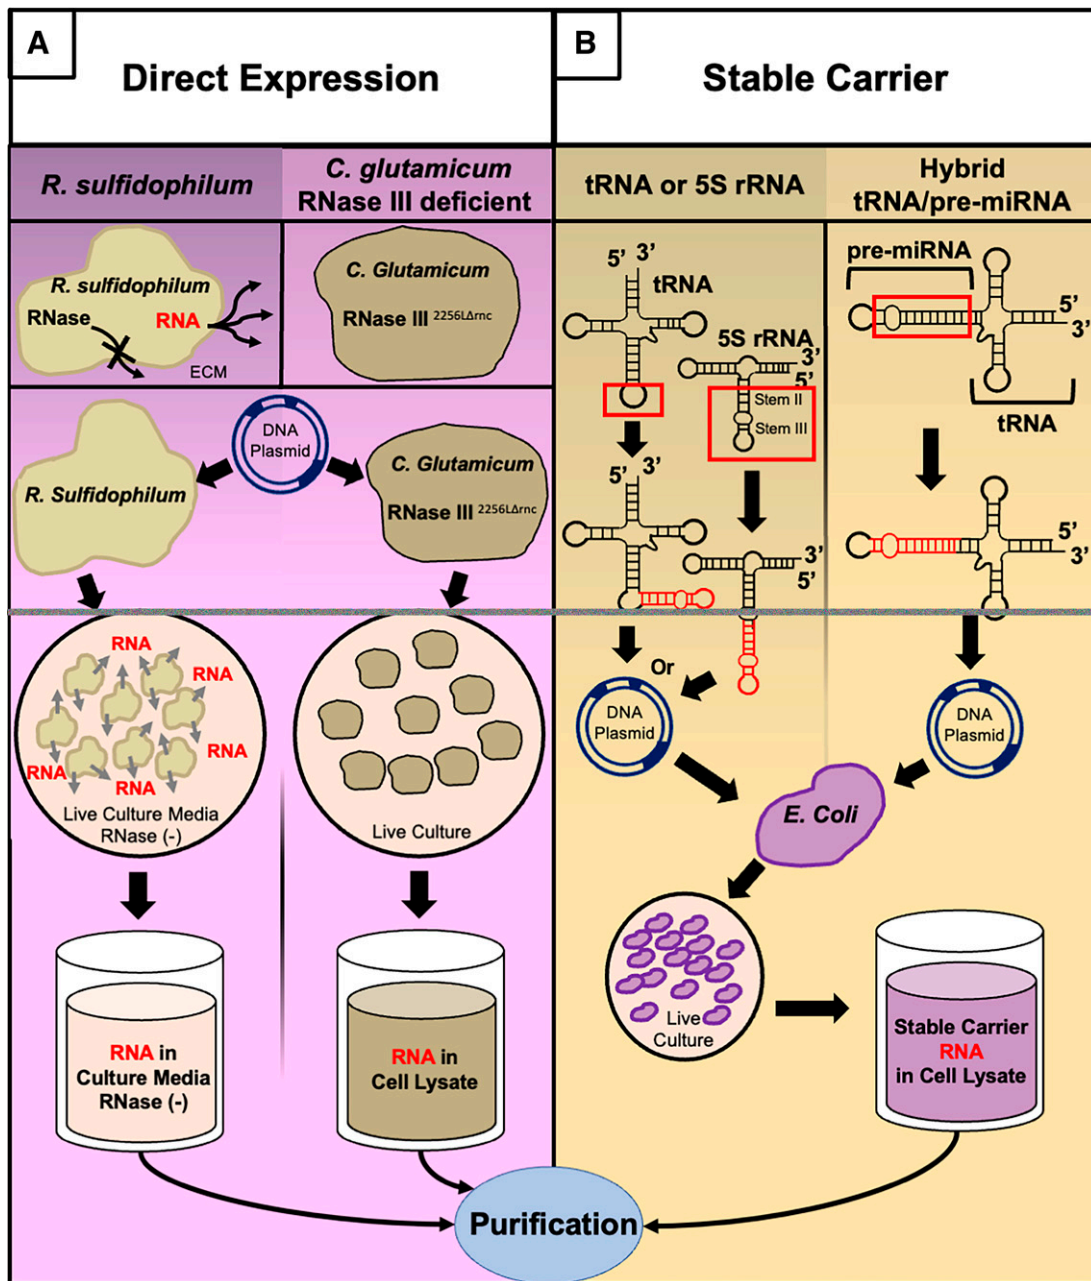 A
Direct Expression
B
Stable Carrier
R. sulfidophilum
C. glutamicum
RNase III deficient
tRNA or 5S rRNA
Hybrid
tRNA/pre-miRNA
R. sulfidophilum
RNase
RNA
ECM
C. Glutamicum
RNase III 2256LΔrnc
DNA
Plasmid
R. Sulfidophilum
C. Glutamicum
RNase III 2256LΔrnc
5’ 3’
tRNA
5S rRNA
3’
5’
Stem II
Stem III
pre-miRNA
5’
3’
tRNA
5’ 3’
3’
5’
5’
3’
RNA
RNA
RNA
RNA
RNA
Live Culture Media
RNase (-)
Live Culture
Or
DNA
Plasmid
DNA
Plasmid
E. Coli
Live
Culture
RNA in
Culture Media
RNase (-)
RNA in
Cell Lysate
Stable Carrier
RNA
in Cell Lysate
Purification